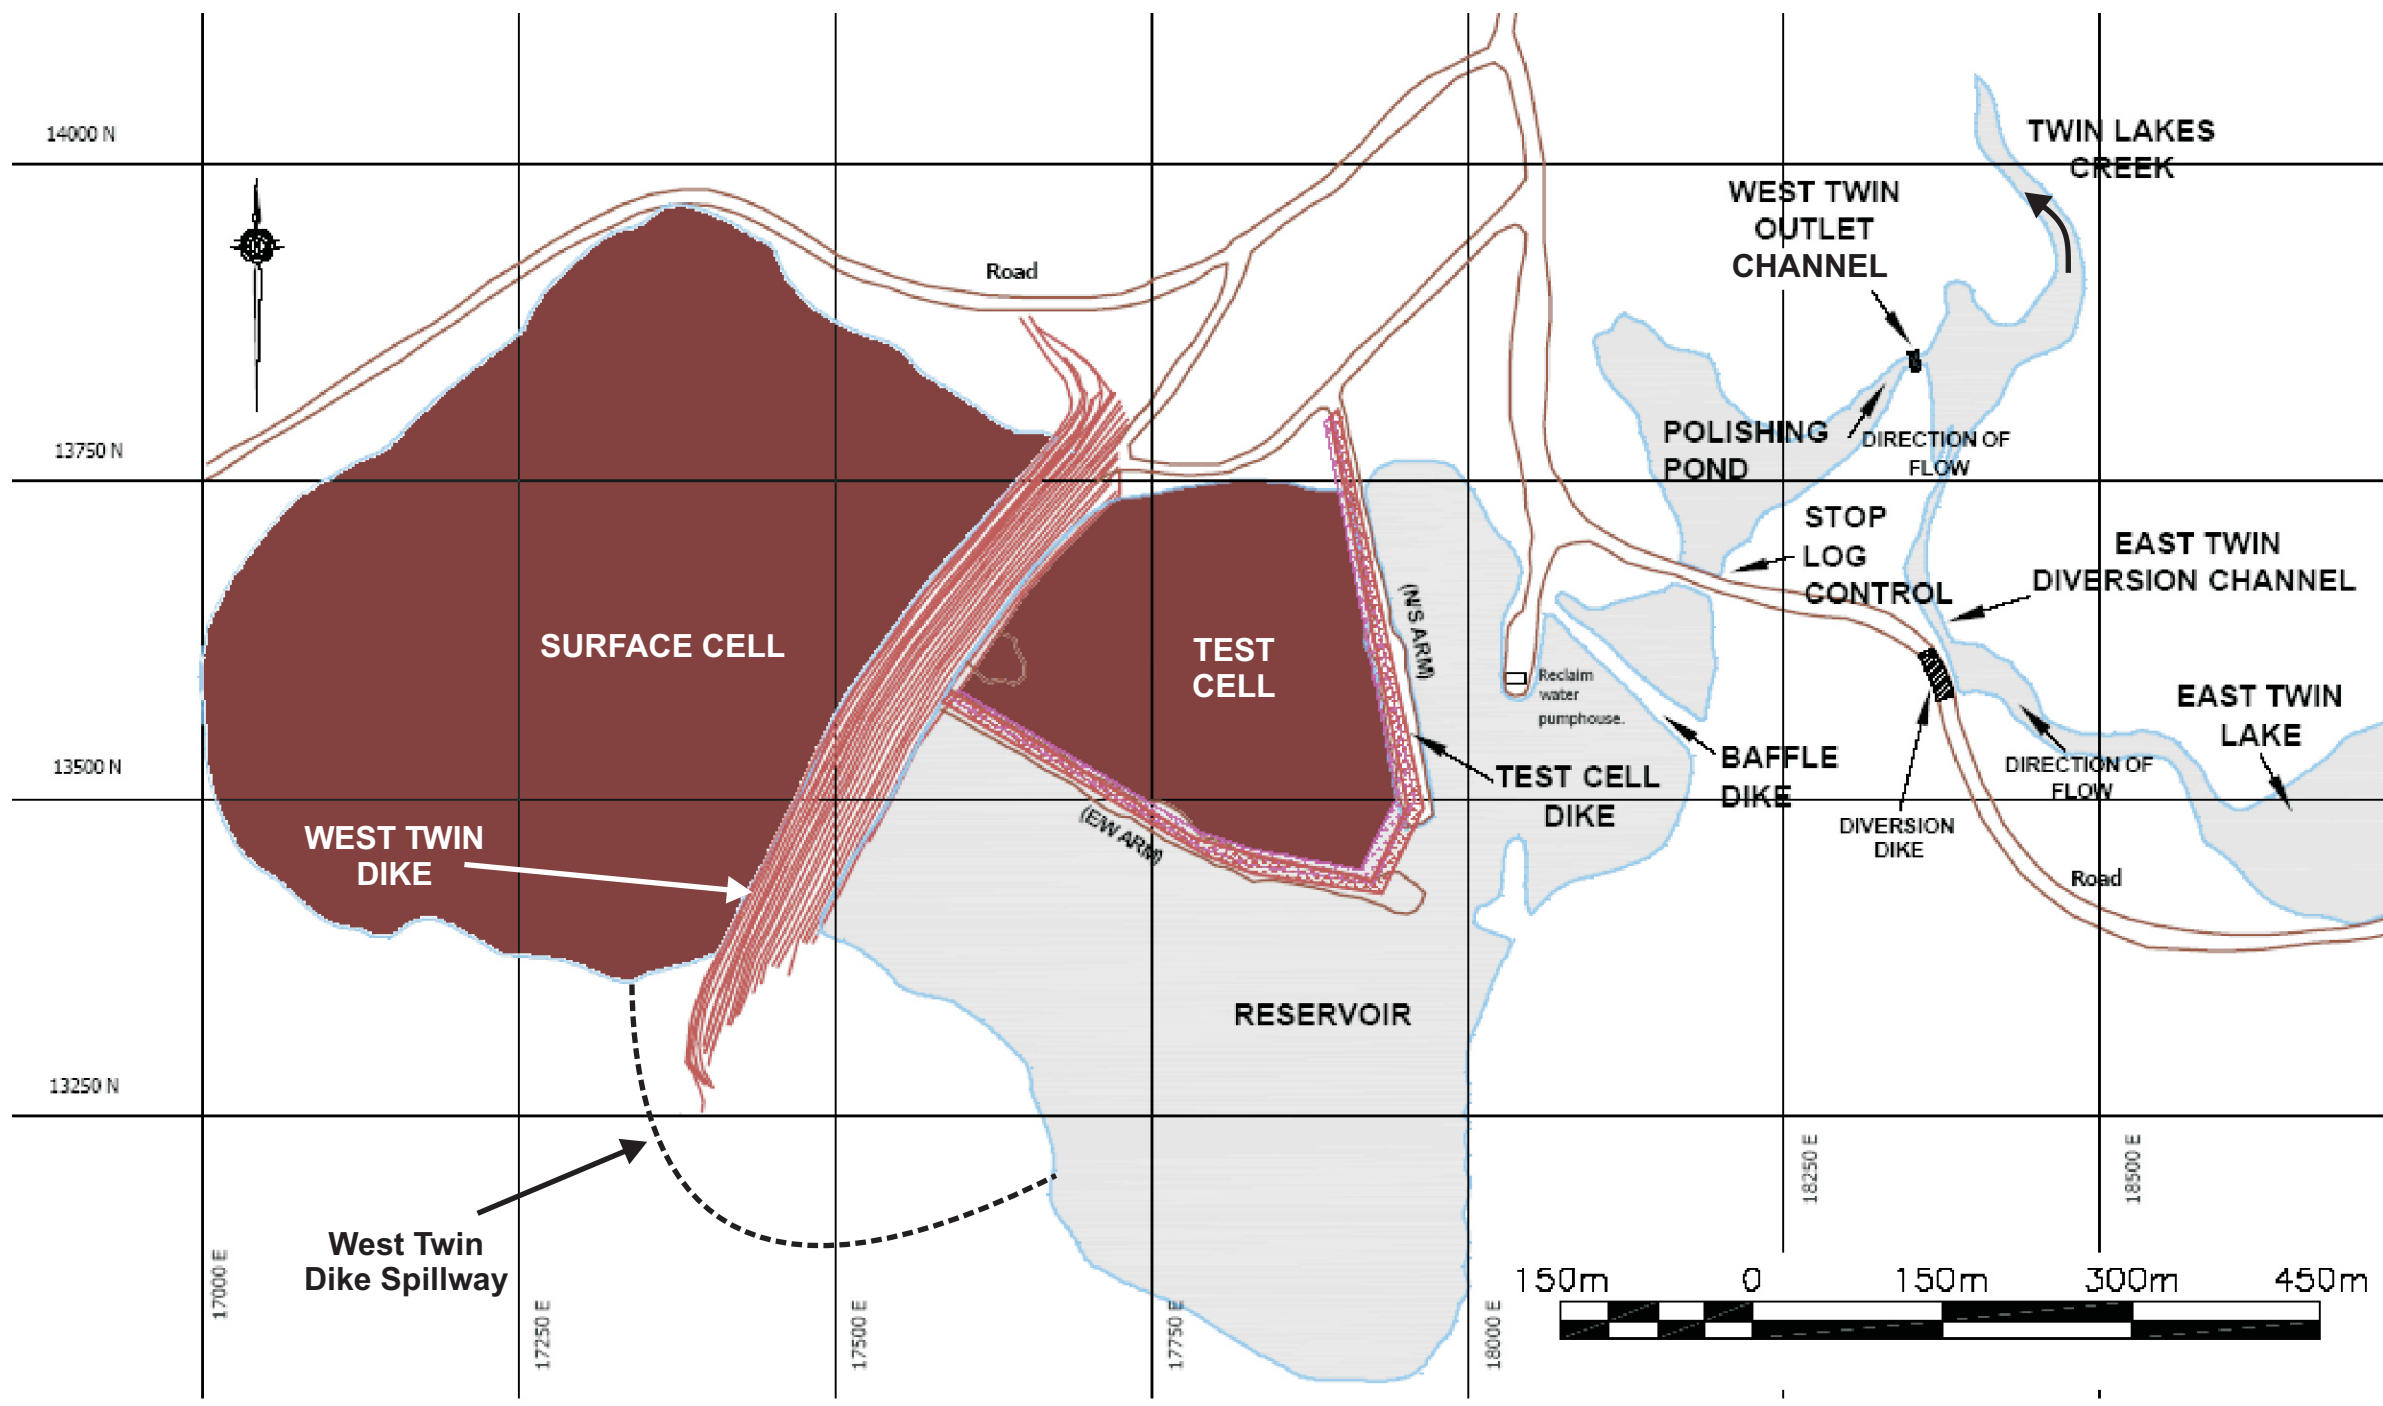 14000 N
TWIN LAKES
CREEK
WEST TWIN
OUTLET
CHANNEL
Road
13750 N
POLISHING
POND
DIRECTION OF
FLOW
STOP
LOG
CONTROL
EAST TWIN
DIVERSION CHANNEL
(N/S ARM)
SURFACE CELL
TEST
CELL
Reclaim
water
pumphouse.
EAST TWIN
LAKE
13500 N
BAFFLE
DIKE
TEST CELL
DIKE
DIRECTION OF
FLOW
DIVERSION
DIKE
(E/W ARM)
WEST TWIN
DIKE
Road
RESERVOIR
13250 N
West Twin
Dike Spillway
17000 E
17250 E
17500 E
17750 E
18000 E
18250 E
18500 E
150m 0 150m 300m 450m